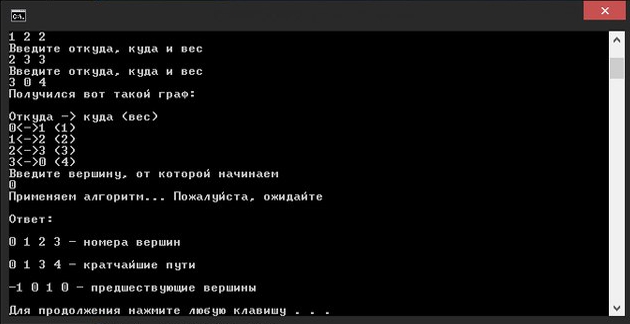 1 2 2
Введите откуда, куда и вес
2 3 3
Введите откуда, куда и вес
3 0 4
Получился вот такой граф:
Откуда -> куда (вес)
0<->1 (1)
1<->2 (2)
2<->3 (3)
3<->0 (4)
Введите вершину, от которой начинаем
0
Применяем алгоритм... Пожалуйста, ожидайте
Ответ:
0 1 2 3 - номера вершин
0 1 3 4 - кратчайшие пути
-1 0 1 0 - предшествующие вершины
Для продолжения нажмите любую клавишу . . .